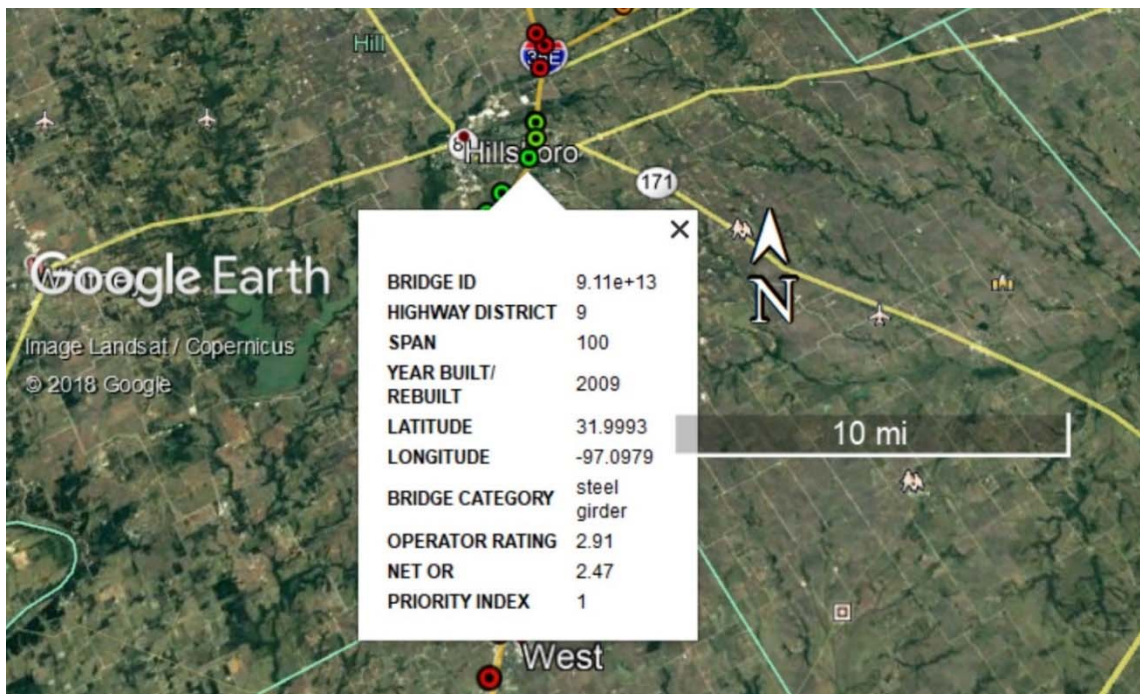 Hill
35E
Hillsboro
171
Google Earth
Image Landsat / Copernicus
© 2018 Google
BRIDGE ID 9.11e+13
HIGHWAY DISTRICT 9
SPAN 100
YEAR BUILT/
REBUILT 2009
LATITUDE 31.9993
LONGITUDE -97.0979
BRIDGE CATEGORY steel
girder
OPERATOR RATING 2.91
NET OR 2.47
PRIORITY INDEX 1
N
10 mi
West